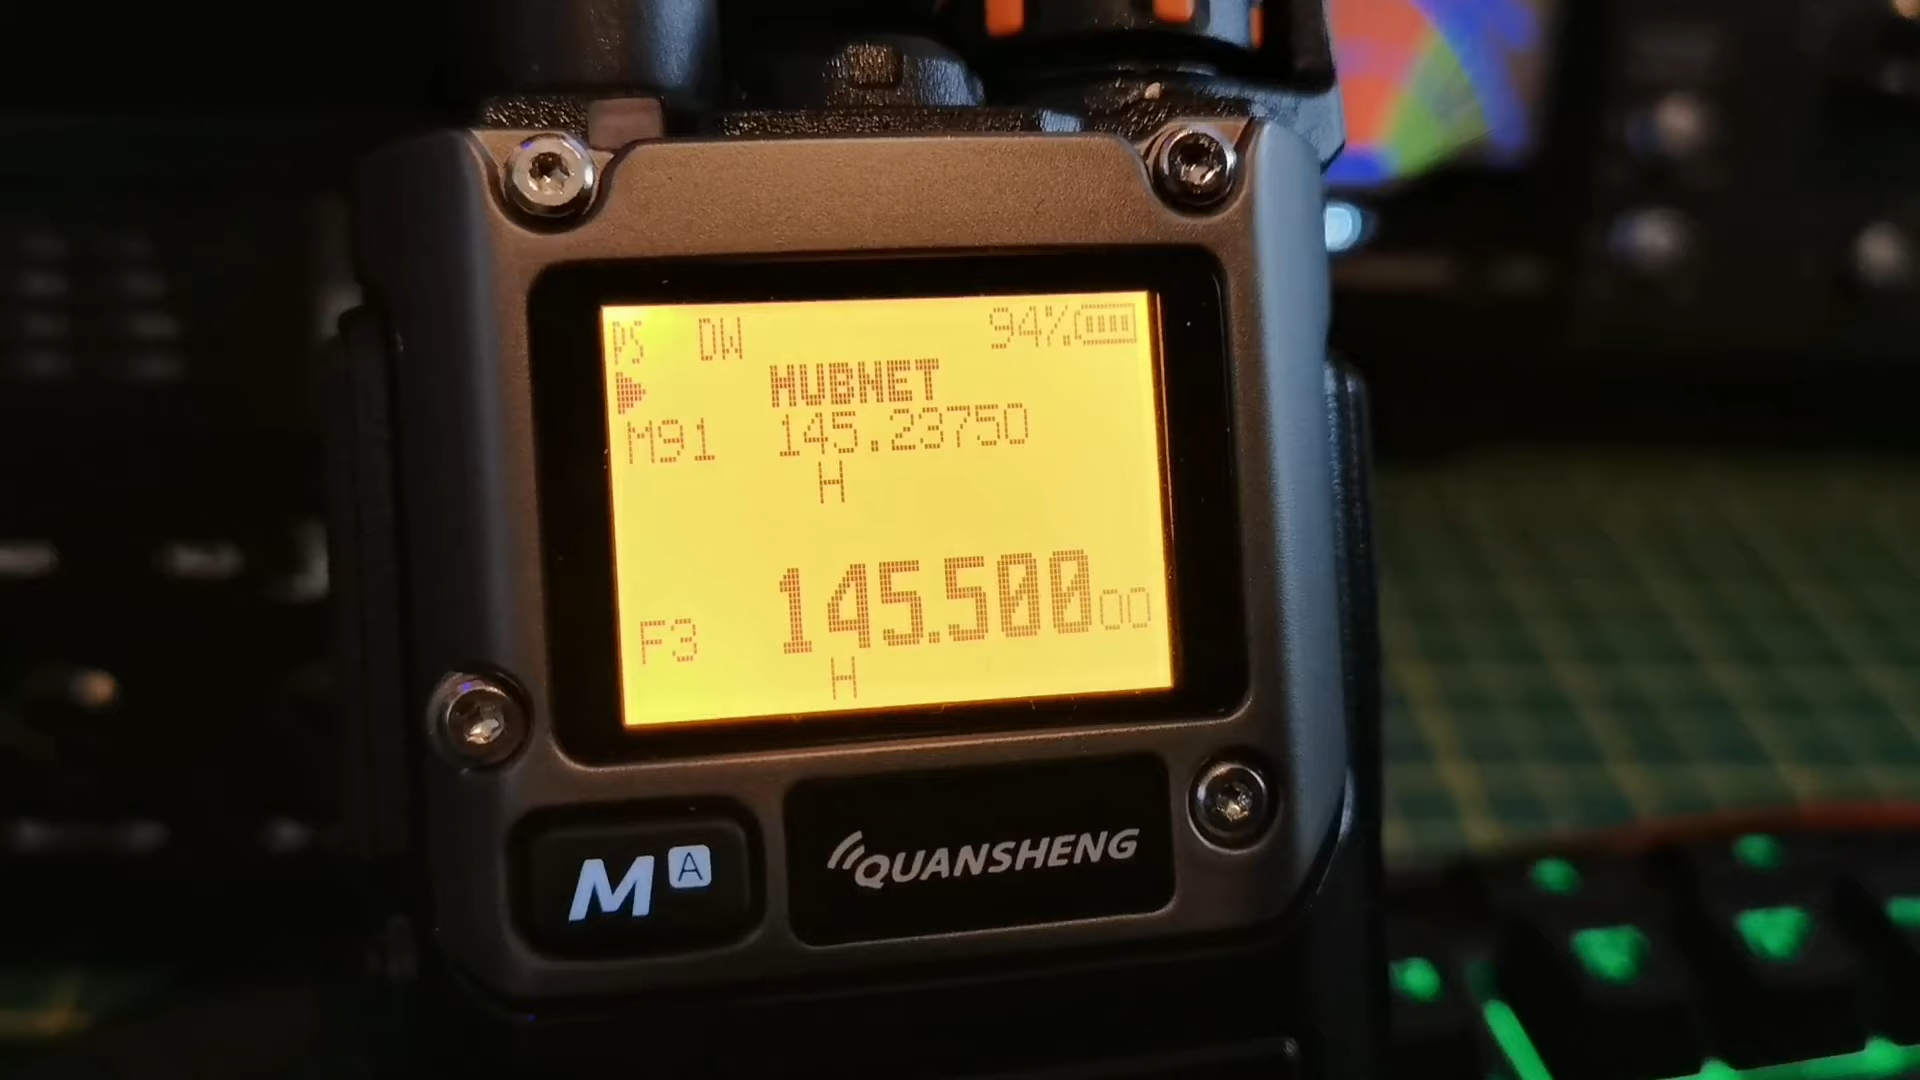 PS DW 94%
HUBNET
M91 145.23750
H
F3 145.50000
H
M A
QUANSHENG